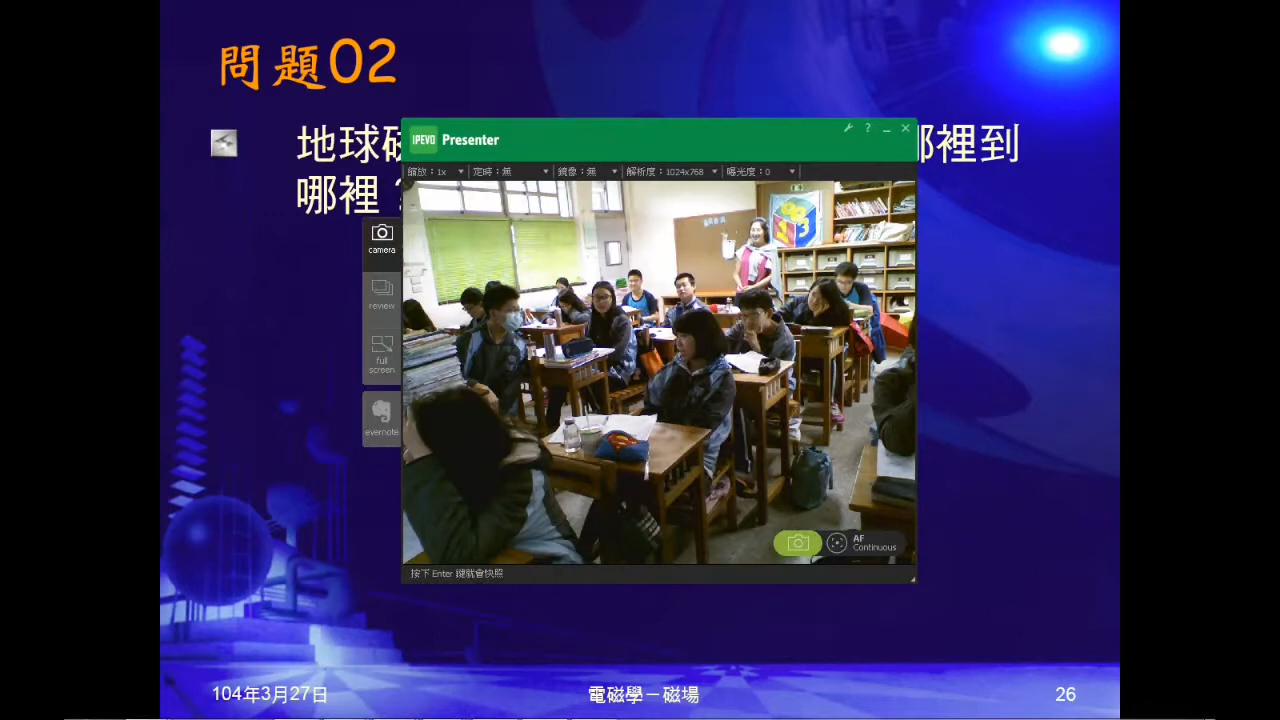 問題02
地球磁
哪裡到
哪裡？
IPEVO Presenter
縮放：1x
定時：無
鏡像：無
解析度：1024x768
曝光度：0
camera
review
full
screen
evernote
AF
Continuous
按下 Enter 鍵就會快照
104年3月27日
電磁學－磁場
26